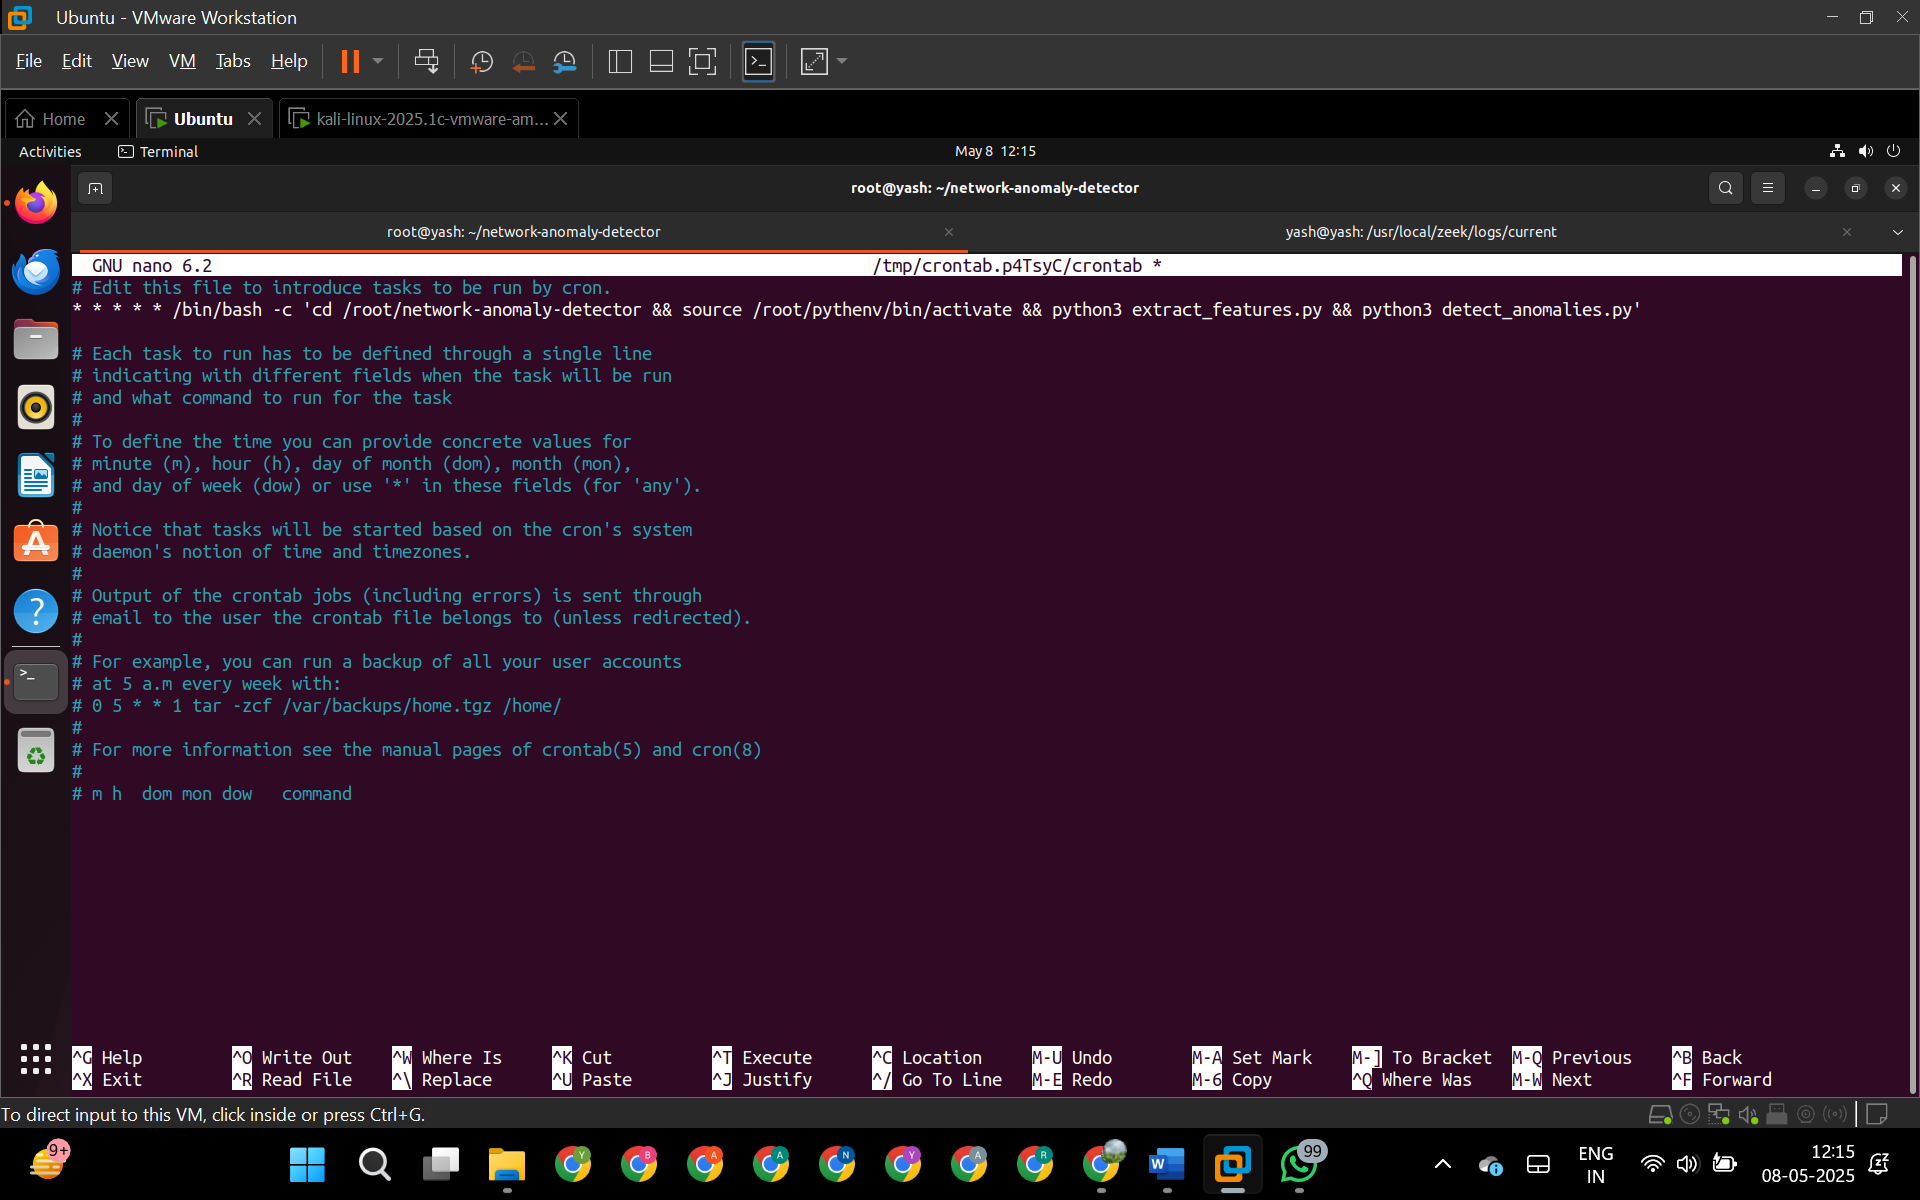 Ubuntu - VMware Workstation
File Edit View VM Tabs Help
Home Ubuntu kali-linux-2025.1c-vmware-am...
Activities Terminal May 8 12:15
root@yash: ~/network-anomaly-detector
root@yash: ~/network-anomaly-detector yash@yash: /usr/local/zeek/logs/current
GNU nano 6.2 /tmp/crontab.p4TsyC/crontab *
# Edit this file to introduce tasks to be run by cron.
* * * * * /bin/bash -c 'cd /root/network-anomaly-detector && source /root/pythenv/bin/activate && python3 extract_features.py && python3 detect_anomalies.py'
# Each task to run has to be defined through a single line
# indicating with different fields when the task will be run
# and what command to run for the task
#
# To define the time you can provide concrete values for
# minute (m), hour (h), day of month (dom), month (mon),
# and day of week (dow) or use '*' in these fields (for 'any').
#
# Notice that tasks will be started based on the cron's system
# daemon's notion of time and timezones.
#
# Output of the crontab jobs (including errors) is sent through
# email to the user the crontab file belongs to (unless redirected).
#
# For example, you can run a backup of all your user accounts
# at 5 a.m every week with:
# 0 5 * * 1 tar -zcf /var/backups/home.tgz /home/
#
# For more information see the manual pages of crontab(5) and cron(8)
#
# m h  dom mon dow   command
^G Help ^O Write Out ^W Where Is ^K Cut ^T Execute ^C Location M-U Undo M-A Set Mark M-] To Bracket M-Q Previous ^B Back
^X Exit ^R Read File ^\ Replace ^U Paste ^J Justify ^/ Go To Line M-E Redo M-6 Copy ^Q Where Was M-W Next ^F Forward
To direct input to this VM, click inside or press Ctrl+G.
9+ Y B A A N Y A R W 99 ENG 12:15
IN 08-05-2025